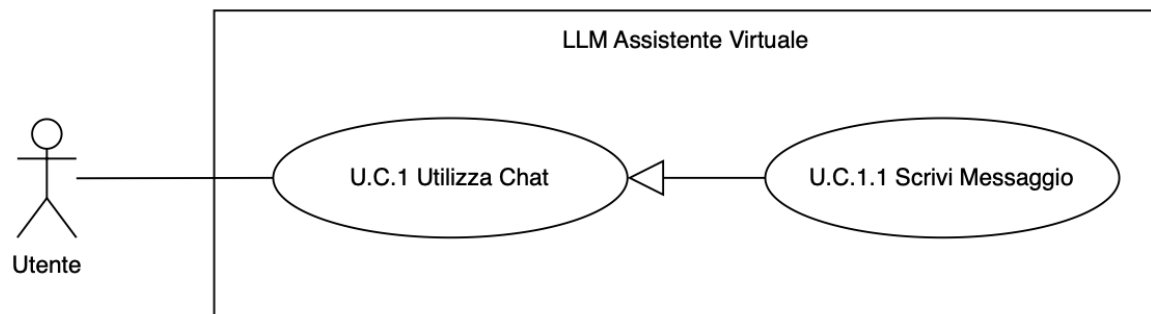 LLM Assistente Virtuale
U.C.1 Utilizza Chat
U.C.1.1 Scrivi Messaggio
Utente